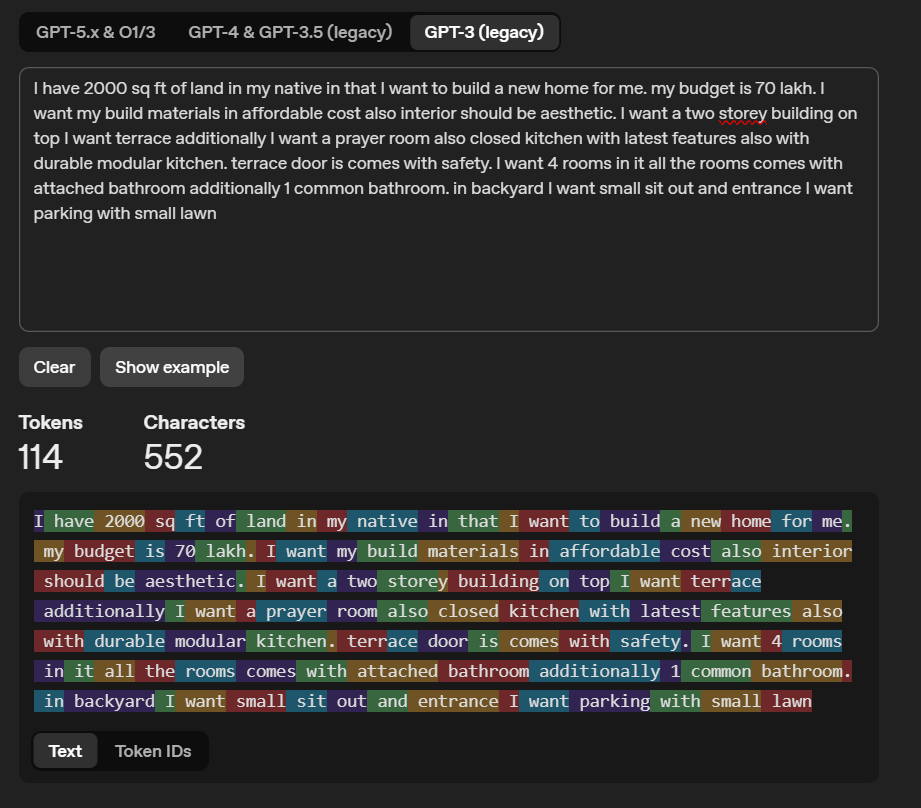 GPT-5.x & O1/3 GPT-4 & GPT-3.5 (legacy) GPT-3 (legacy)
I have 2000 sq ft of land in my native in that I want to build a new home for me. my budget is 70 lakh. I
want my build materials in affordable cost also interior should be aesthetic. I want a two storey building on
top I want terrace additionally I want a prayer room also closed kitchen with latest features also with
durable modular kitchen. terrace door is comes with safety. I want 4 rooms in it all the rooms comes with
attached bathroom additionally 1 common bathroom. in backyard I want small sit out and entrance I want
parking with small lawn
Clear Show example
Tokens Characters
114 552
I have 2000 sq ft of land in my native in that I want to build a new home for me.
my budget is 70 lakh. I want my build materials in affordable cost also interior
should be aesthetic. I want a two storey building on top I want terrace
additionally I want a prayer room also closed kitchen with latest features also
with durable modular kitchen. terrace door is comes with safety. I want 4 rooms
in it all the rooms comes with attached bathroom additionally 1 common bathroom.
in backyard I want small sit out and entrance I want parking with small lawn
Text Token IDs